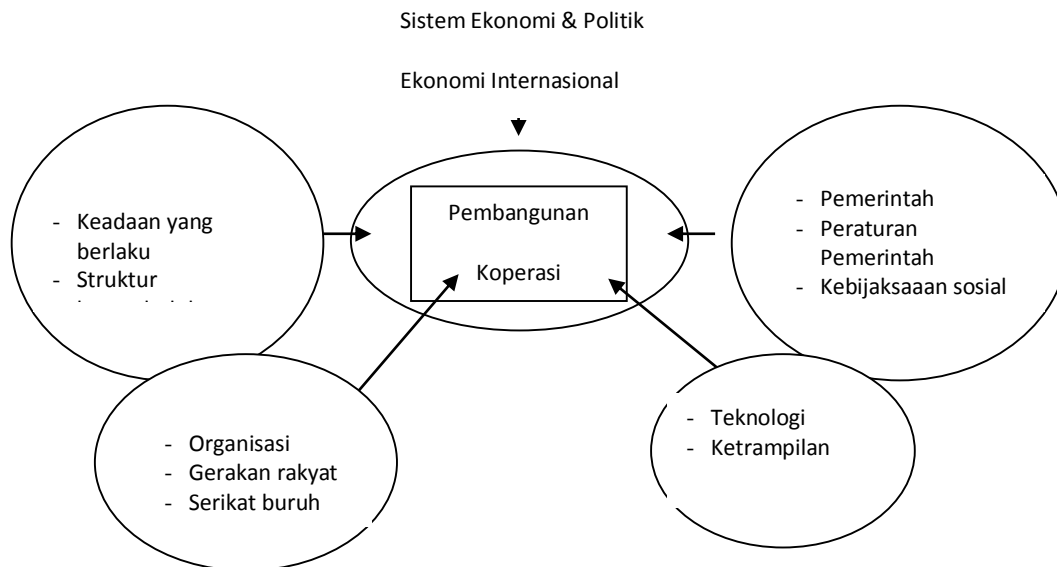 Sistem Ekonomi & Politik
Ekonomi Internasional
Pembangunan
Koperasi
- Keadaan yang
berlaku
- Struktur
- Pemerintah
- Peraturan
Pemerintah
- Kebijaksaaan sosial
- Organisasi
- Gerakan rakyat
- Serikat buruh
- Teknologi
- Ketrampilan